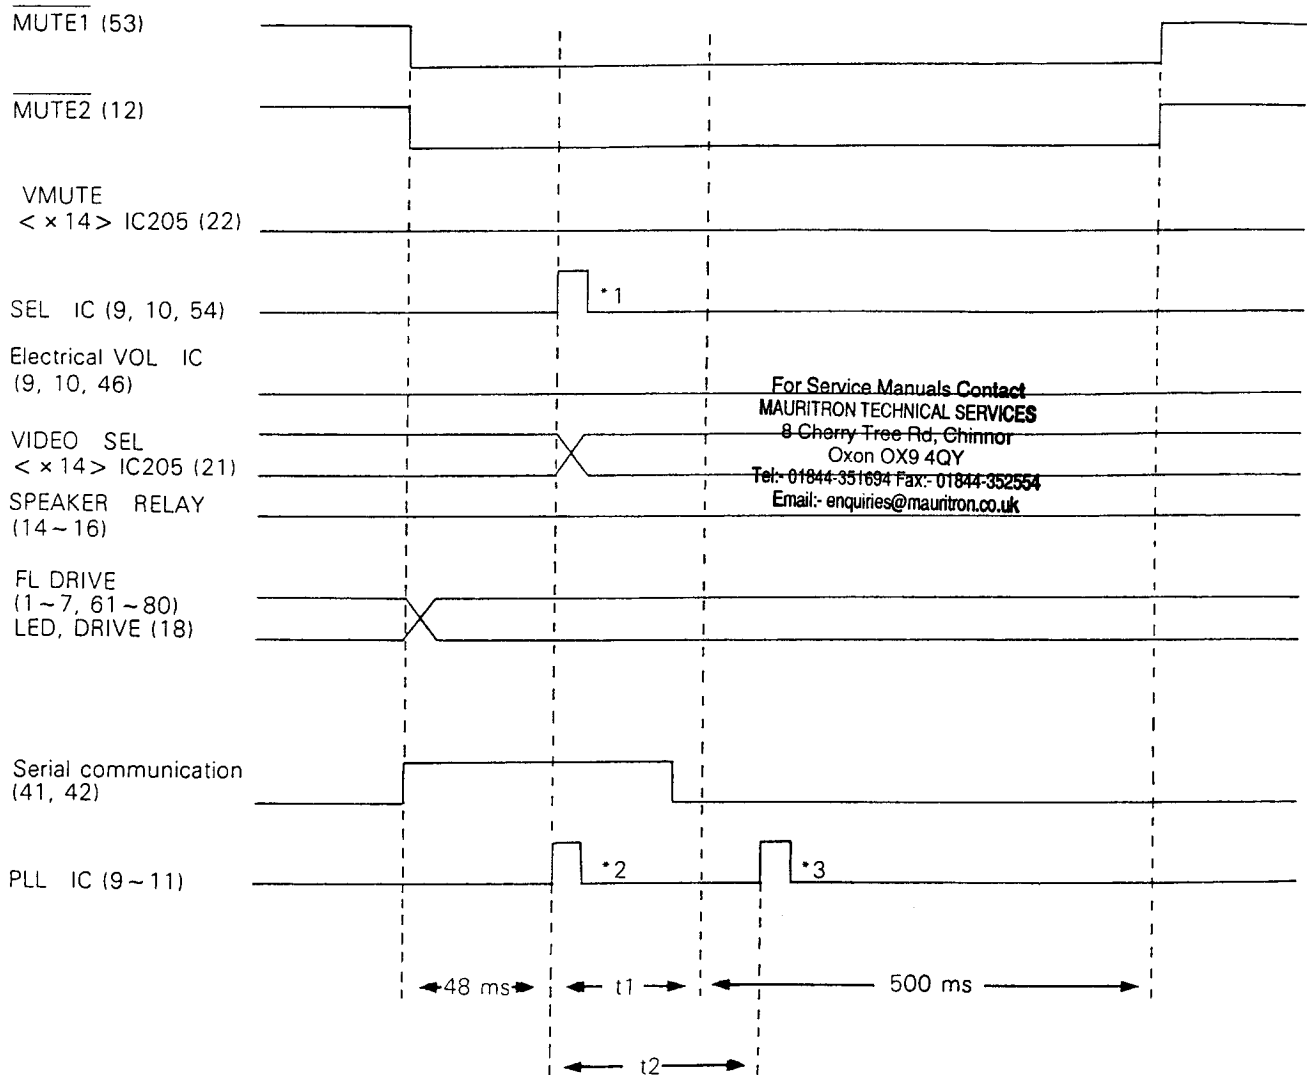 MUTE1 (53)
MUTE2 (12)
VMUTE
< × 14 > IC205 (22)
SEL IC (9, 10, 54)
*1
Electrical VOL IC
(9, 10, 46)
For Service Manuals Contact
MAURITRON TECHNICAL SERVICES
8 Cherry Tree Rd, Chinnor
Oxon OX9 4QY
Tel:- 01844-351694 Fax:- 01844-352554
Email:- enquiries@mauritron.co.uk
VIDEO SEL
< × 14 > IC205 (21)
SPEAKER RELAY
(14~16)
FL DRIVE
(1~7, 61~80)
LED, DRIVE (18)
Serial communication
(41, 42)
PLL IC (9~11)
*2
*3
48 ms
t1
500 ms
t2